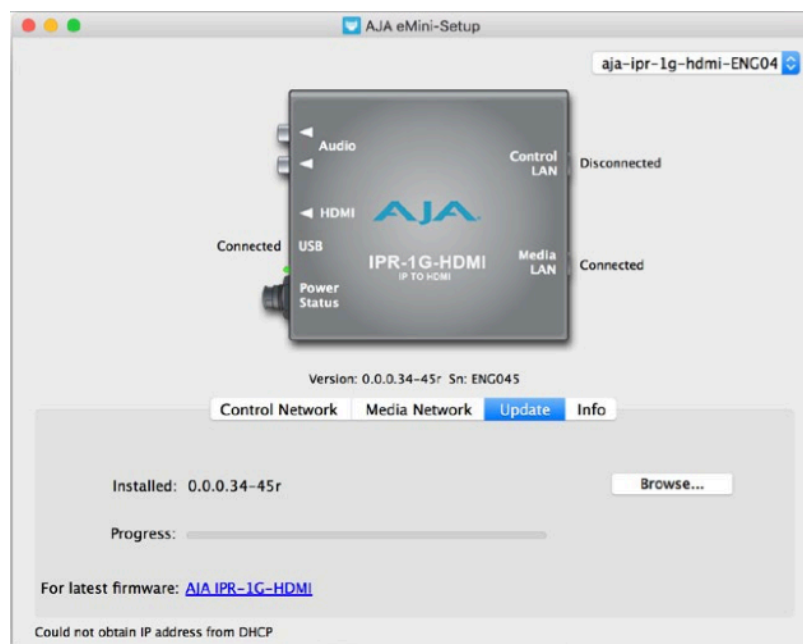 AJA eMini-Setup
aja-ipr-1g-hdmi-ENG04
Audio
Control LAN
Disconnected
HDMI
AJA
Connected
USB
IPR-1G-HDMI
IP TO HDMI
Media LAN
Connected
Power Status
Version: 0.0.0.34-45r Sn: ENG045
Control Network Media Network Update Info
Installed: 0.0.0.34-45r Browse...
Progress:
For latest firmware: AJA IPR-1G-HDMI
Could not obtain IP address from DHCP